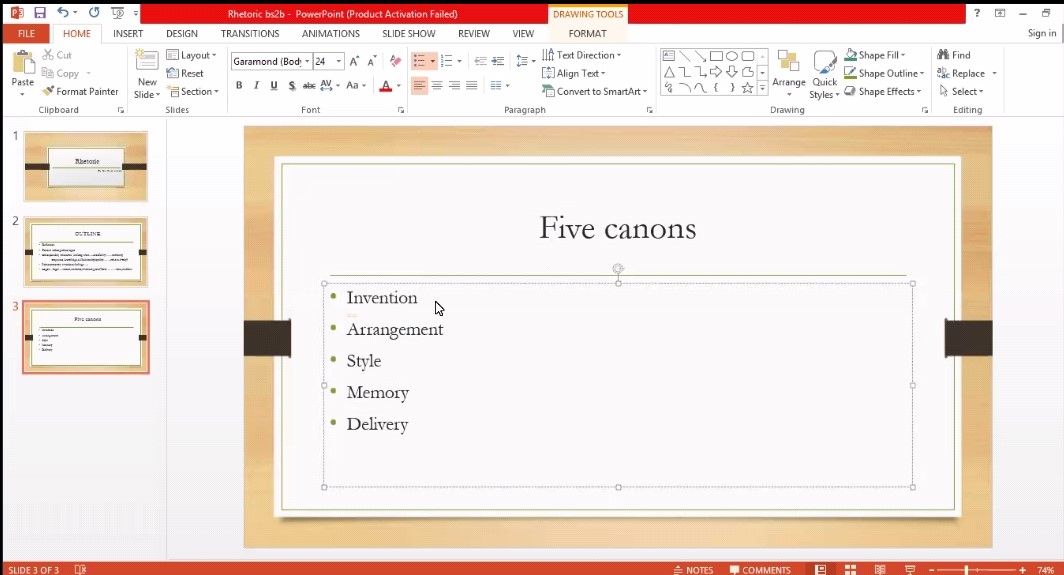 Rhetoric bs2b - PowerPoint (Product Activation Failed)
DRAWING TOOLS
FILE HOME INSERT DESIGN TRANSITIONS ANIMATIONS SLIDE SHOW REVIEW VIEW FORMAT Sign in
Paste
Cut
Copy
Format Painter
Clipboard
New Slide
Layout
Reset
Section
Slides
Garamond (Body 24
B I U S abc AV Aa A
Font
Text Direction
Align Text
Convert to SmartArt
Paragraph
Arrange
Quick Styles
Shape Fill
Shape Outline
Shape Effects
Drawing
Find
Replace
Select
Editing
1
Rhetoric
2
OUTLINE
3
Five canons
Five canons
Invention
Arrangement
Style
Memory
Delivery
SLIDE 3 OF 3
NOTES
COMMENTS
74%